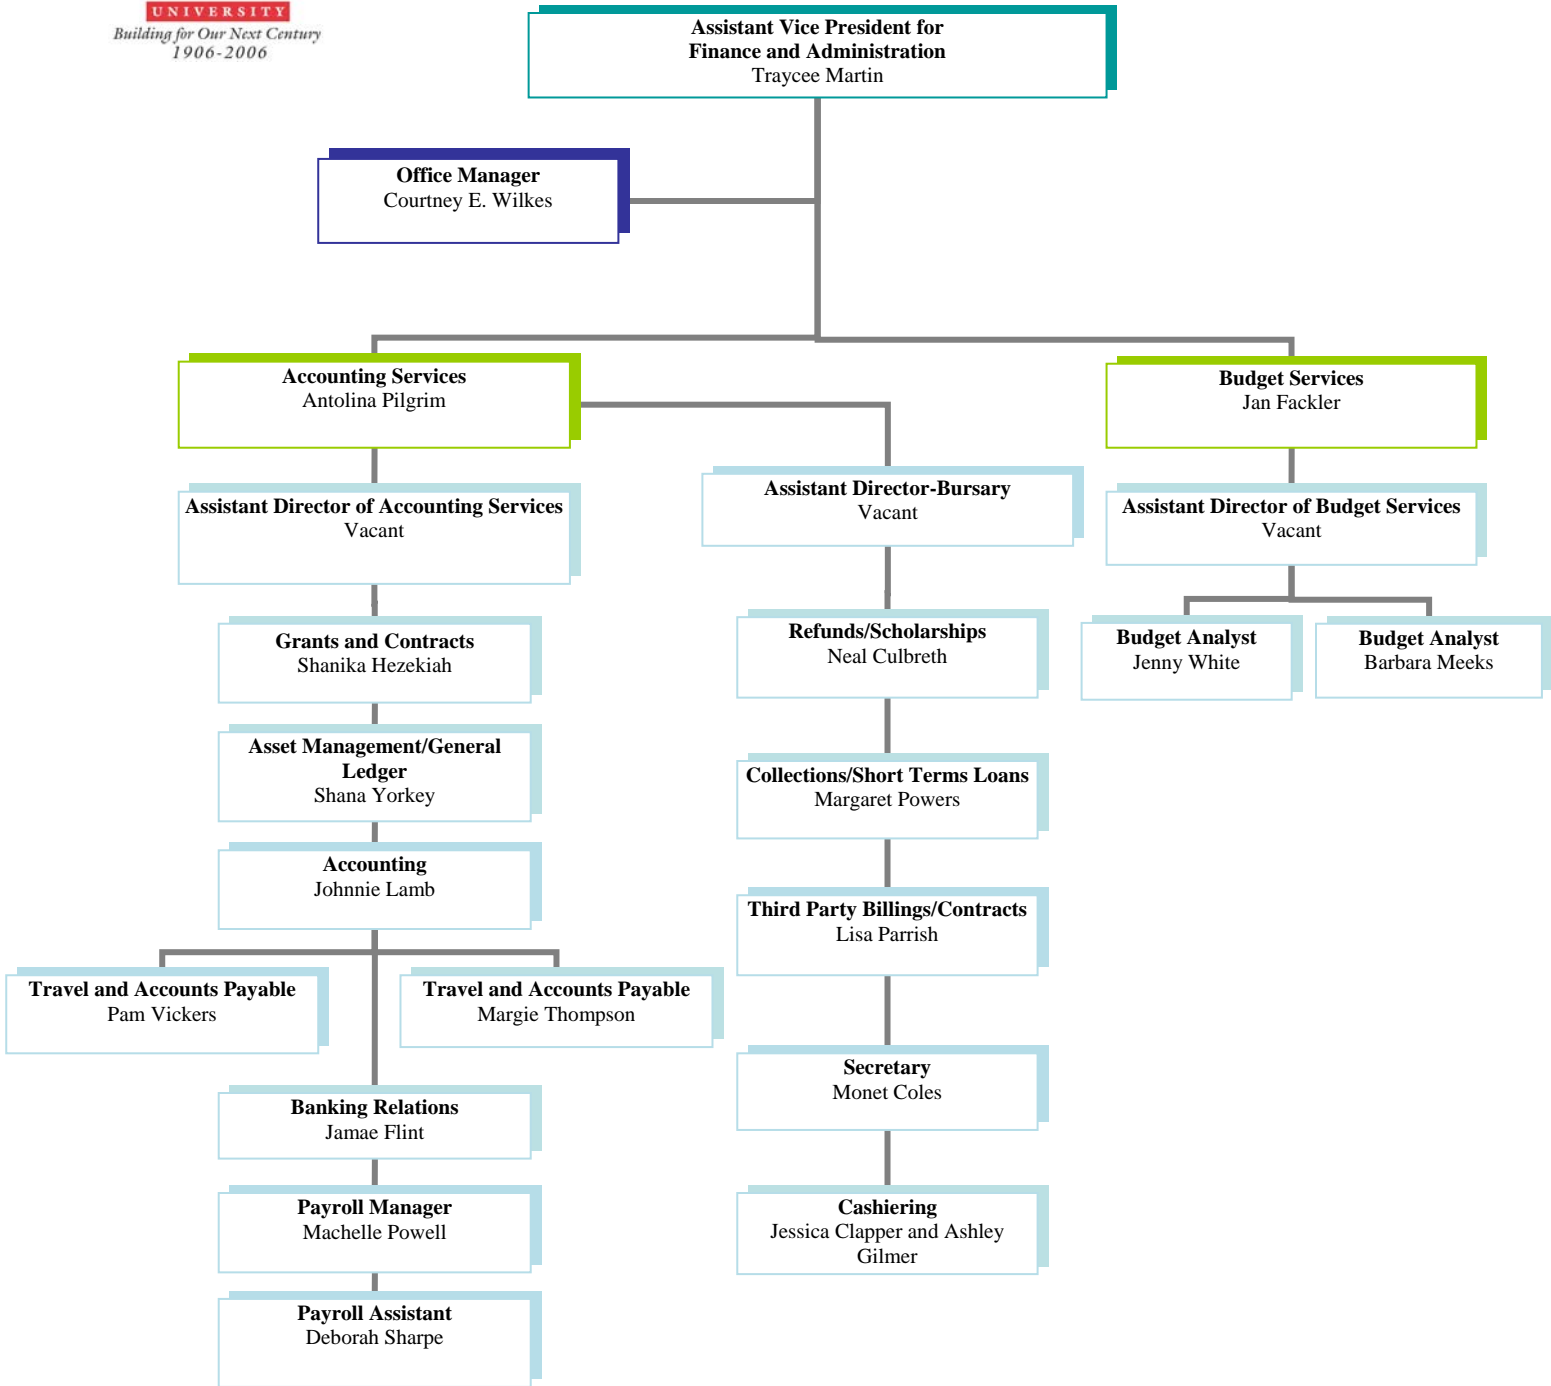 UNIVERSITY
Building for Our Next Century
1906-2006
Assistant Vice President for
Finance and Administration
Traycee Martin
Office Manager
Courtney E. Wilkes
Accounting Services
Antolina Pilgrim
Budget Services
Jan Fackler
Assistant Director of Accounting Services
Vacant
Assistant Director-Bursary
Vacant
Assistant Director of Budget Services
Vacant
Grants and Contracts
Shanika Hezekiah
Refunds/Scholarships
Neal Culbreth
Budget Analyst
Jenny White
Budget Analyst
Barbara Meeks
Asset Management/General
Ledger
Shana Yorkey
Collections/Short Terms Loans
Margaret Powers
Accounting
Johnnie Lamb
Third Party Billings/Contracts
Lisa Parrish
Travel and Accounts Payable
Pam Vickers
Travel and Accounts Payable
Margie Thompson
Secretary
Monet Coles
Banking Relations
Jamae Flint
Payroll Manager
Machelle Powell
Cashiering
Jessica Clapper and Ashley
Gilmer
Payroll Assistant
Deborah Sharpe